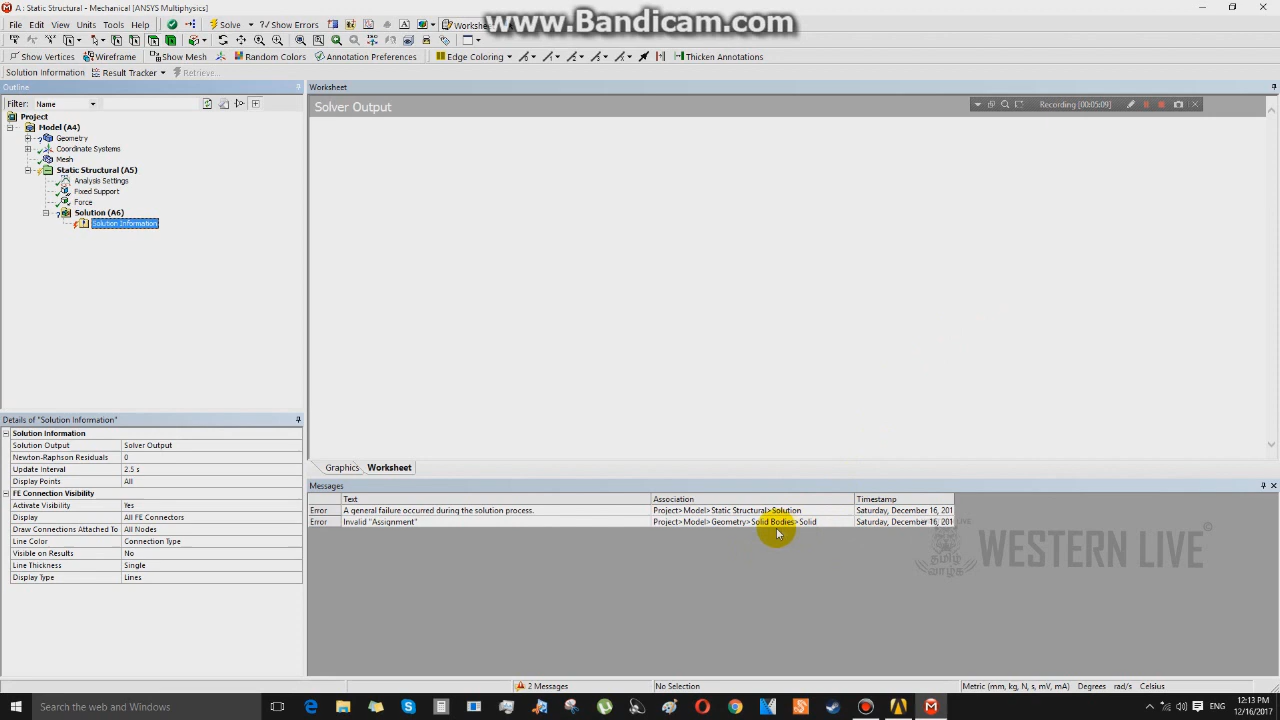 A : Static Structural - Mechanical [ANSYS Multiphysics]
www.Bandicam.com
File Edit View Units Tools Help Solve Show Errors Worksheet
Show Vertices Wireframe Show Mesh Random Colors Annotation Preferences Edge Coloring Thicken Annotations
Solution Information Result Tracker Retrieve...
Outline
Filter: Name
Project
Model (A4)
Geometry
Coordinate Systems
Mesh
Static Structural (A5)
Analysis Settings
Fixed Support
Force
Solution (A6)
Solution Information
Details of "Solution Information"
Solution Information
Solution Output Solver Output
Newton-Raphson Residuals 0
Update Interval 2.5 s
Display Points All
FE Connection Visibility
Activate Visibility Yes
Display All FE Connectors
Draw Connections Attached To All Nodes
Line Color Connection Type
Visible on Results No
Line Thickness Single
Display Type Lines
Worksheet
Solver Output
Recording [00:05:09]
Graphics Worksheet
Messages
Text Association Timestamp
Error A general failure occurred during the solution process. Project>Model>Static Structural>Solution Saturday, December 16, 201
Error Invalid "Assignment" Project>Model>Geometry>Solid Bodies>Solid Saturday, December 16, 201
LIVE
தமிழ்
வாழ்க
WESTERN LIVE
2 Messages No Selection Metric (mm, kg, N, s, mV, mA) Degrees rad/s Celsius
Search the web and Windows
ENG
12:13 PM
12/16/2017